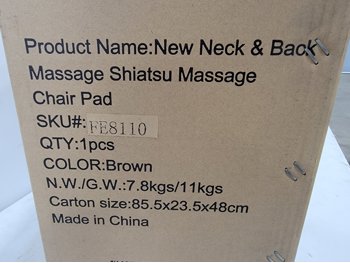 Product Name:New Neck & Back
Massage Shiatsu Massage
Chair Pad
SKU#: FE8110
QTY:1pcs
COLOR:Brown
N.W./G.W.:7.8kgs/11kgs
Carton size:85.5x23.5x48cm
Made in China